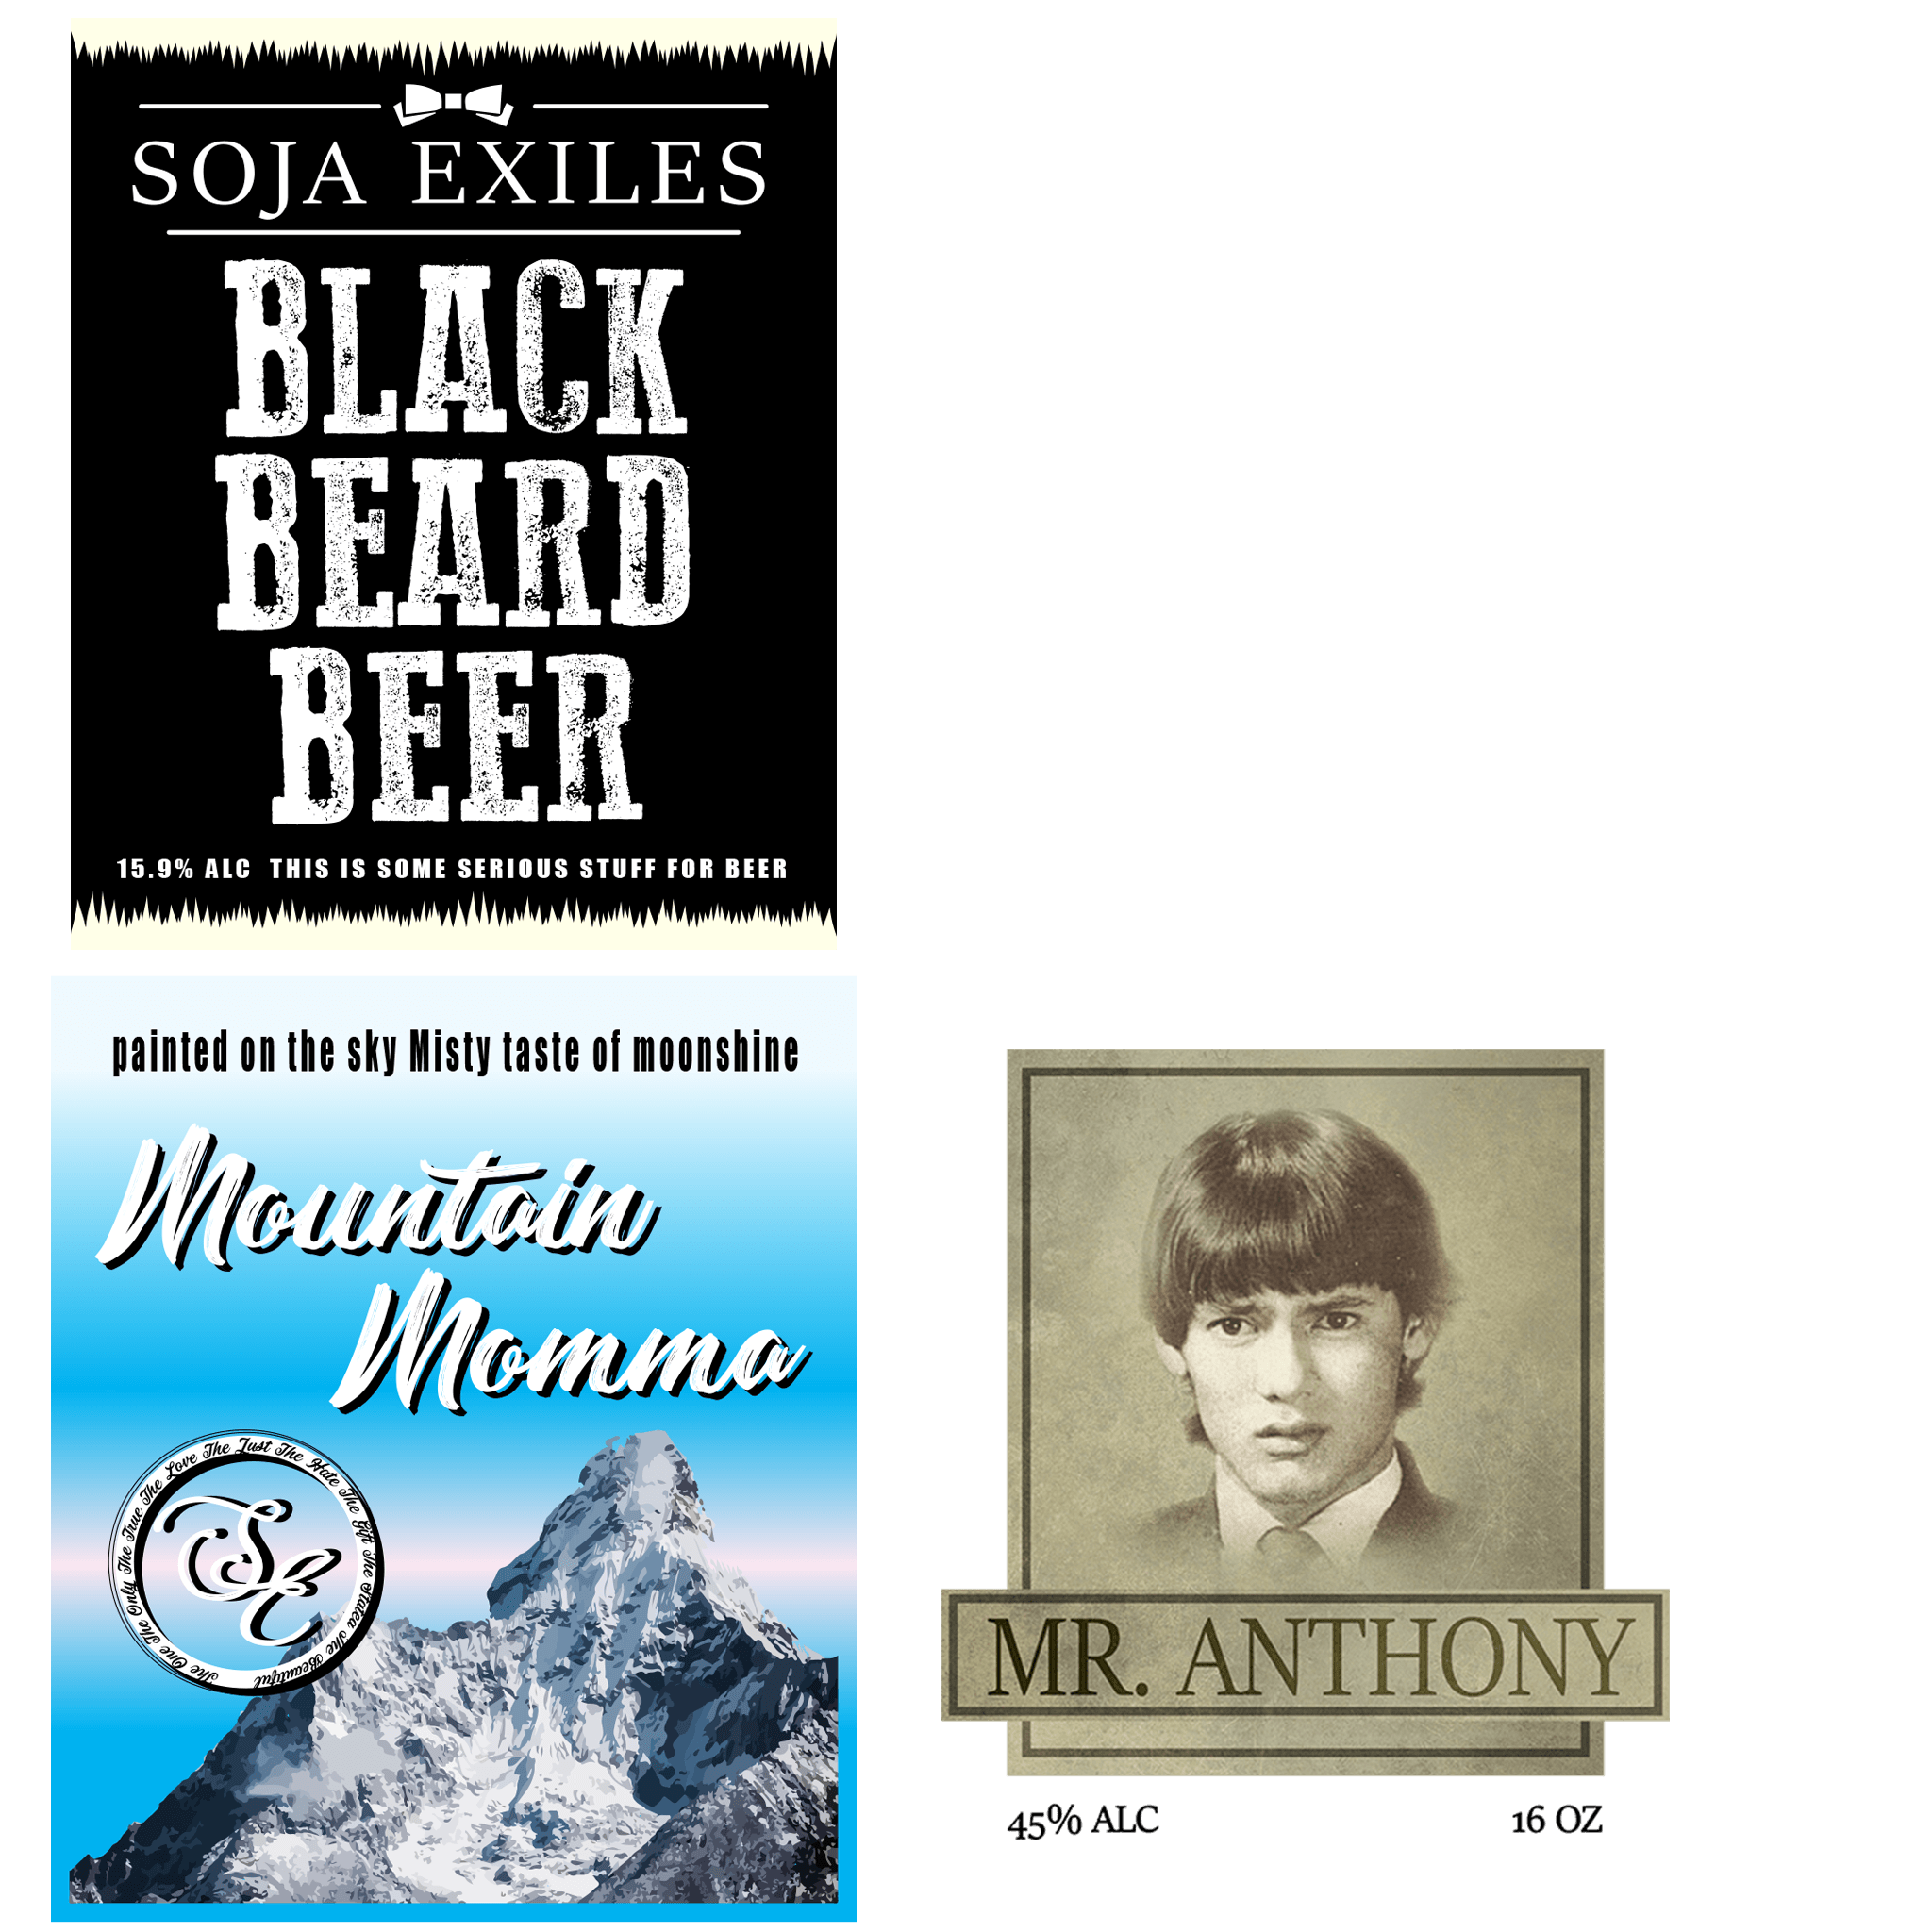 SOJA EXILES
BLACK
BEARD
BEER
15.9% ALC THIS IS SOME SERIOUS STUFF FOR BEER
painted on the sky Misty taste of moonshine
Mountain
Momma
The One The Only The True The Love The Lust The Hate The Gift The Hated The Beautiful
SE
MR. ANTHONY
45% ALC 16 OZ